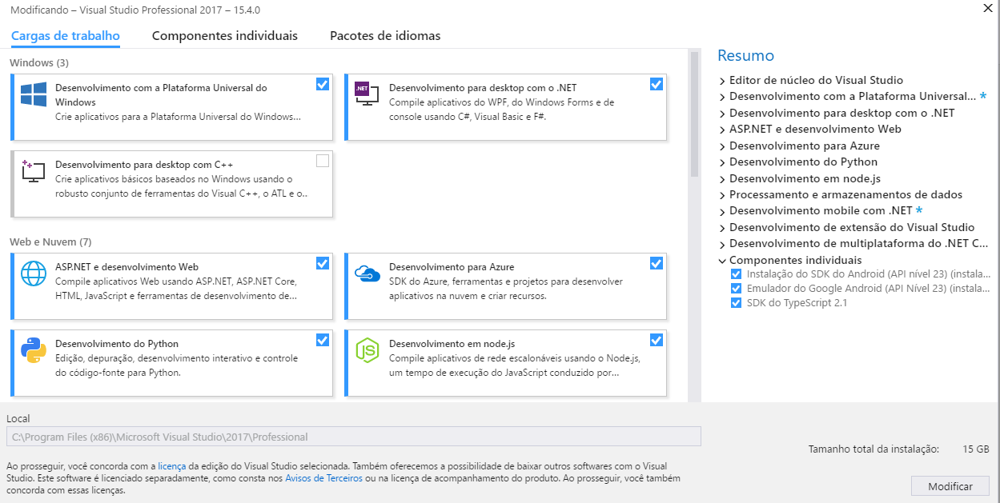 Modificando – Visual Studio Professional 2017 – 15.4.0
Cargas de trabalho
Componentes individuais
Pacotes de idiomas
Windows (3)
Desenvolvimento com a Plataforma Universal do
Windows
Crie aplicativos para a Plataforma Universal do Windows...
.NET
Desenvolvimento para desktop com o .NET
Compile aplicativos do WPF, do Windows Forms e de
console usando C#, Visual Basic e F#.
Desenvolvimento para desktop com C++
Crie aplicativos básicos baseados no Windows usando o
robusto conjunto de ferramentas do Visual C++, o ATL e o...
Web e Nuvem (7)
ASP.NET e desenvolvimento Web
Compile aplicativos Web usando ASP.NET, ASP.NET Core,
HTML, JavaScript e ferramentas de desenvolvimento de...
Desenvolvimento para Azure
SDK do Azure, ferramentas e projetos para desenvolver
aplicativos na nuvem e criar recursos.
Desenvolvimento do Python
Edição, depuração, desenvolvimento interativo e controle
do código-fonte para Python.
JS
Desenvolvimento em node.js
Compile aplicativos de rede escalonáveis usando o Node.js,
um tempo de execução do JavaScript conduzido por...
Resumo
Editor de núcleo do Visual Studio
Desenvolvimento com a Plataforma Universal... *
Desenvolvimento para desktop com o .NET
ASP.NET e desenvolvimento Web
Desenvolvimento para Azure
Desenvolvimento do Python
Desenvolvimento em node.js
Processamento e armazenamentos de dados
Desenvolvimento mobile com .NET *
Desenvolvimento de extensão do Visual Studio
Desenvolvimento de multiplataforma do .NET C...
Componentes individuais
Instalação do SDK do Android (API nível 23) (instala...
Emulador do Google Android (API Nível 23) (instala...
SDK do TypeScript 2.1
Local
C:\Program Files (x86)\Microsoft Visual Studio\2017\Professional
Ao prosseguir, você concorda com a licença da edição do Visual Studio selecionada. Também oferecemos a possibilidade de baixar outros softwares com o Visual
Studio. Este software é licenciado separadamente, como consta nos Avisos de Terceiros ou na licença de acompanhamento do produto. Ao prosseguir, você também
concorda com essas licenças.
Tamanho total da instalação: 15 GB
Modificar